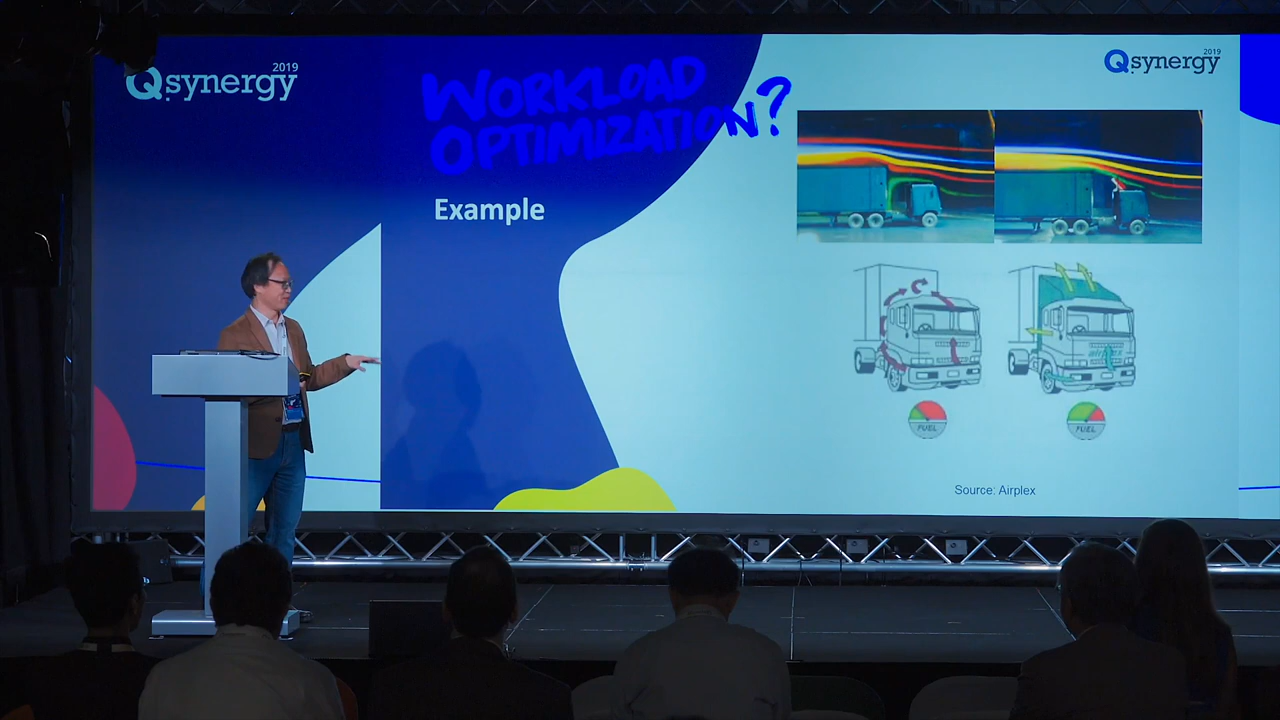 Qsynergy
2019
WORKLOAD
OPTIMIZATION?
Example
Qsynergy
2019
FUEL
FUEL
Source: Airplex